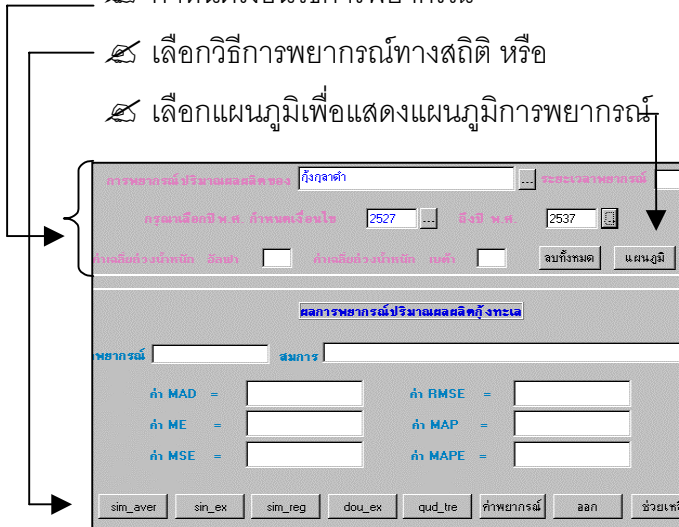 เลือกวิธีการพยากรณ์ทางสถิติ หรือ
เลือกแผนภูมิเพื่อแสดงแผนภูมิการพยากรณ์
การพยากรณ์ปริมาณผลผลิตของ กุ้งกุลาดำ ... ระยะเวลาพยากรณ์
กรุณาเลือกปี พ.ศ. กำหนดเงื่อนไข 2527 ... ถึงปี พ.ศ. 2537 ...
ค่าเฉลี่ยถ่วงน้ำหนัก อัลฟา ค่าเฉลี่ยถ่วงน้ำหนัก เบต้า ลบทั้งหมด แผนภูมิ
ผลการพยากรณ์ปริมาณผลผลิตกุ้งทะเล
พยากรณ์ สมการ
ค่า MAD = ค่า RMSE =
ค่า ME = ค่า MAP =
ค่า MSE = ค่า MAPE =
sim_aver sin_ex sim_reg dou_ex qud_tre ค่าพยากรณ์ ออก